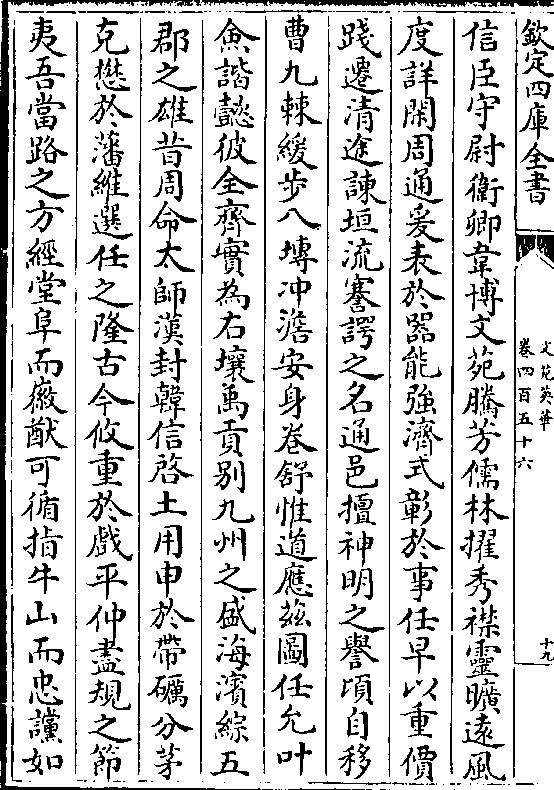 欽定四庫全書
文苑英華
卷四百五十六
十九
信臣守尉衛卿韋博文苑騰芳儒林擢秀襟靈曠逺風
度詳閑周通爰表於器能強濟式彰於事任早以重價
踐遷清途諫垣流謇諤之名通邑擅神明之譽頃自移
曹九棘緩步八塼冲澹安身卷舒惟道應兹圖任允叶
僉諧懿彼全齊實為右壤禹貢别九州之盛海濱綜五
郡之雄昔周命太師漢封韓信啓土用申於帶礪分茅
克懋於藩維選任之隆古今攸重於戲平仲盡規之節
夷吾當路之方經堂阜而徽猷可循指牛山而忠讜如